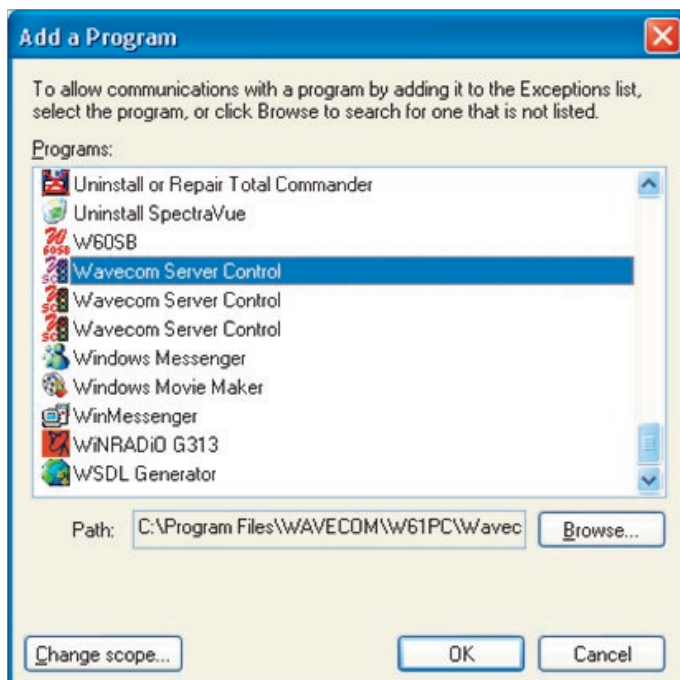 Add a Program
To allow communications with a program by adding it to the Exceptions list,
select the program, or click Browse to search for one that is not listed.
Programs:
Uninstall or Repair Total Commander
Uninstall SpectraVue
W60SB
Wavecom Server Control
Wavecom Server Control
Wavecom Server Control
Windows Messenger
Windows Movie Maker
WinMessenger
WiNRADiO G313
WSDL Generator
Path: C:\Program Files\WAVECOM\W61PC\Wavec Browse...
Change scope... OK Cancel